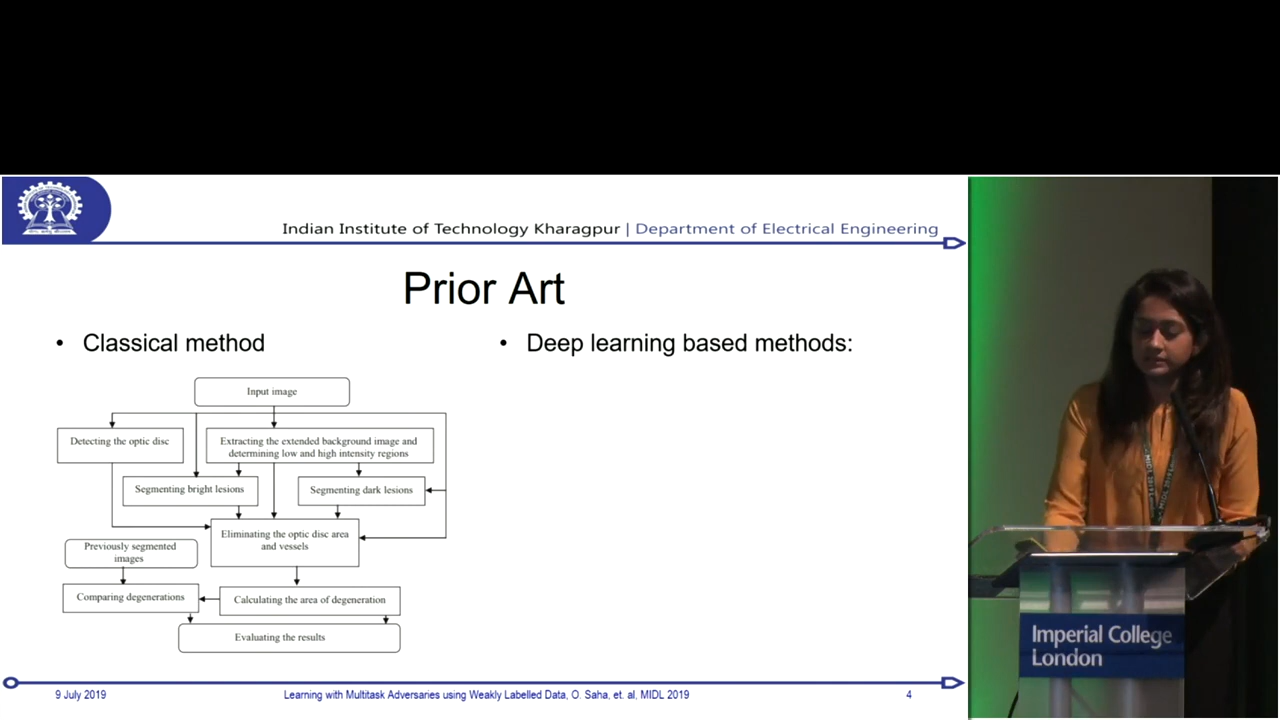 Indian Institute of Technology Kharagpur | Department of Electrical Engineering
Prior Art
• Classical method
• Deep learning based methods:
Input image
Detecting the optic disc
Extracting the extended background image and
determining low and high intensity regions
Segmenting bright lesions
Segmenting dark lesions
Eliminating the optic disc area
and vessels
Previously segmented
images
Comparing degenerations
Calculating the area of degeneration
Evaluating the results
9 July 2019
Learning with Multitask Adversaries using Weakly Labelled Data, O. Saha, et. al, MIDL 2019
4
Imperial College
London